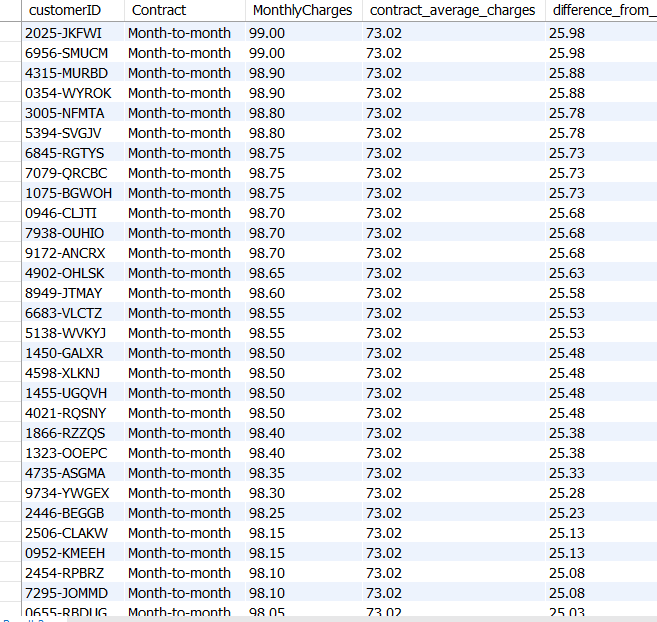 customerID Contract MonthlyCharges contract_average_charges difference_from_
2025-JKFWI Month-to-month 99.00 73.02 25.98
6956-SMUCM Month-to-month 99.00 73.02 25.98
4315-MURBD Month-to-month 98.90 73.02 25.88
0354-WYROK Month-to-month 98.90 73.02 25.88
3005-NFMTA Month-to-month 98.80 73.02 25.78
5394-SVGJV Month-to-month 98.80 73.02 25.78
6845-RGTYS Month-to-month 98.75 73.02 25.73
7079-QRCBC Month-to-month 98.75 73.02 25.73
1075-BGWOH Month-to-month 98.75 73.02 25.73
0946-CLJTI Month-to-month 98.70 73.02 25.68
7938-OUHIO Month-to-month 98.70 73.02 25.68
9172-ANCRX Month-to-month 98.70 73.02 25.68
4902-OHLSK Month-to-month 98.65 73.02 25.63
8949-JTMAY Month-to-month 98.60 73.02 25.58
6683-VLCTZ Month-to-month 98.55 73.02 25.53
5138-WVKYJ Month-to-month 98.55 73.02 25.53
1450-GALXR Month-to-month 98.50 73.02 25.48
4598-XLKNJ Month-to-month 98.50 73.02 25.48
1455-UGQVH Month-to-month 98.50 73.02 25.48
4021-RQSNY Month-to-month 98.50 73.02 25.48
1866-RZZQS Month-to-month 98.40 73.02 25.38
1323-OOEPC Month-to-month 98.40 73.02 25.38
4735-ASGMA Month-to-month 98.35 73.02 25.33
9734-YWGEX Month-to-month 98.30 73.02 25.28
2446-BEGGB Month-to-month 98.25 73.02 25.23
2506-CLAKW Month-to-month 98.15 73.02 25.13
0952-KMEEH Month-to-month 98.15 73.02 25.13
2454-RPBRZ Month-to-month 98.10 73.02 25.08
7295-JOMMD Month-to-month 98.10 73.02 25.08
0655-RBDUG Month-to-month 98.05 73.02 25.03